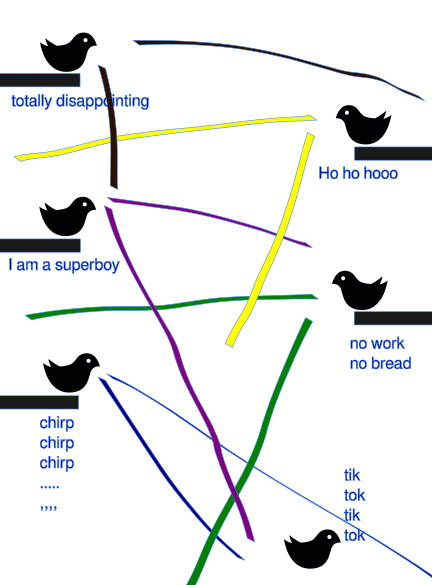 totally disappointing
Ho ho hooo
I am a superboy
no work
no bread
chirp
chirp
chirp
.....
,,,,
tik
tok
tik
tok